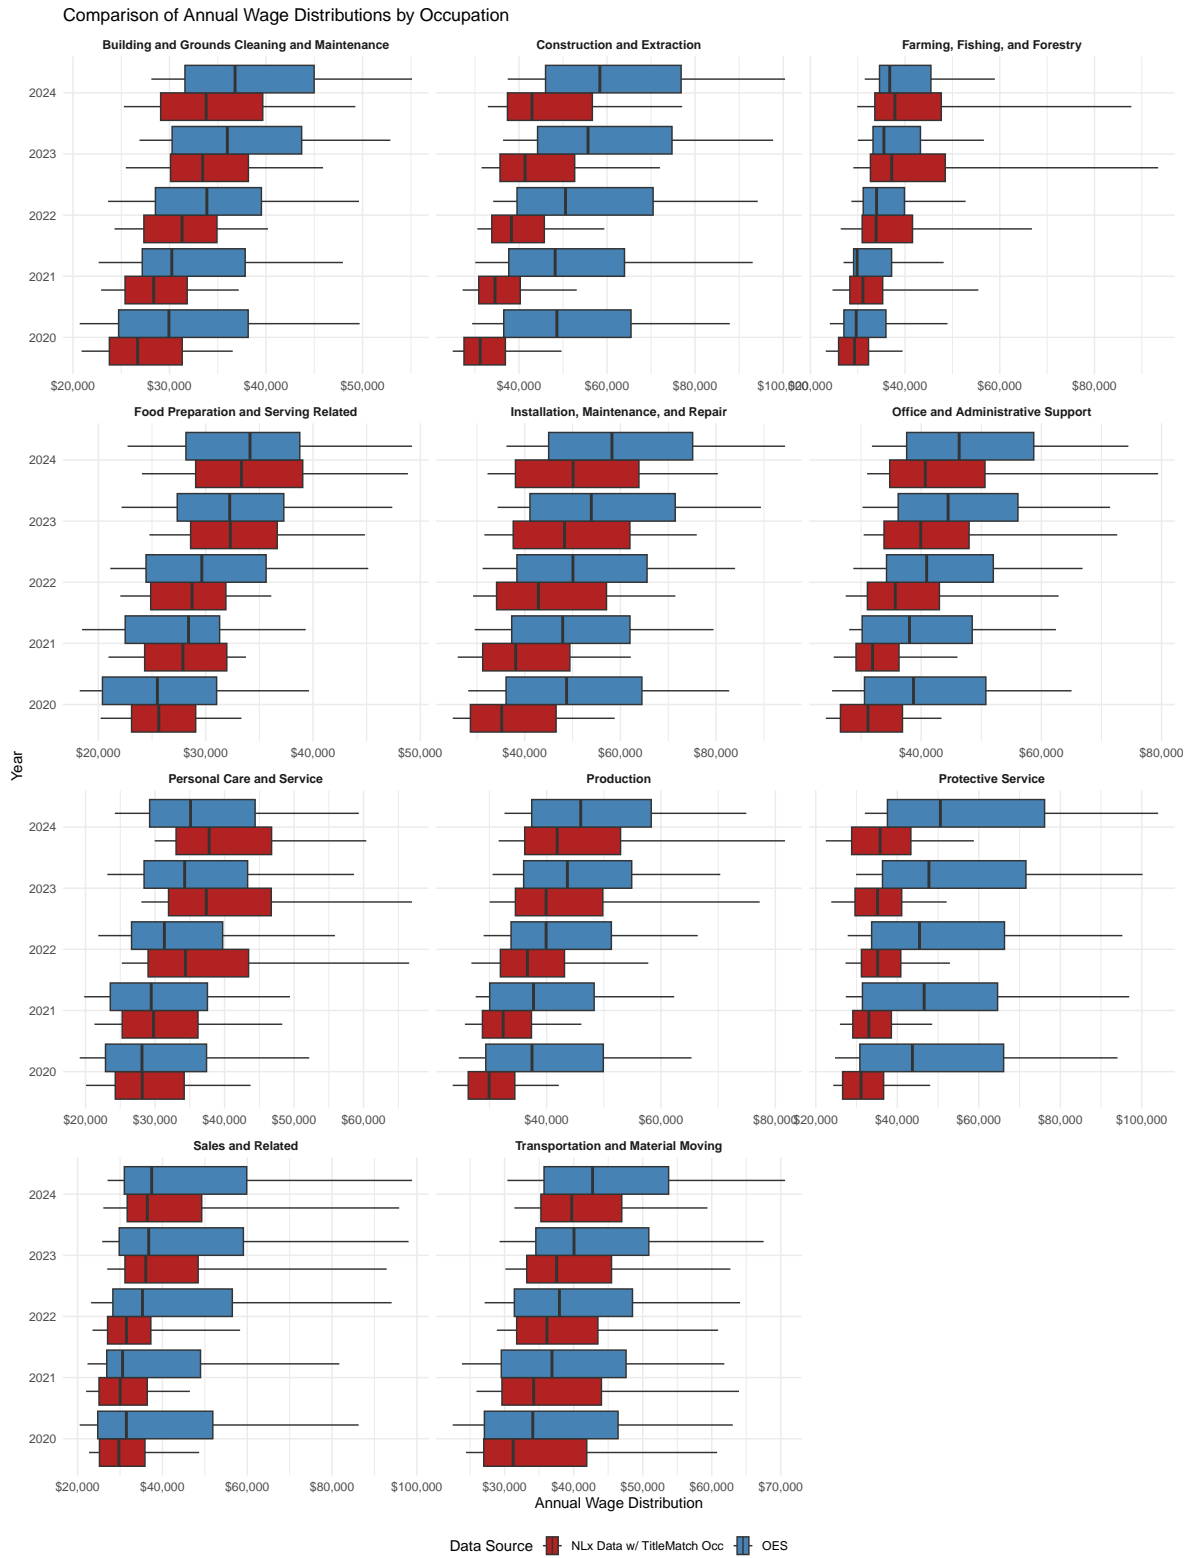 Comparison of Annual Wage Distributions by Occupation
Building and Grounds Cleaning and Maintenance
Construction and Extraction
Farming, Fishing, and Forestry
2024
2023
2022
2021
2020
$20,000 $30,000 $40,000 $50,000
$40,000 $60,000 $80,000 $100,000
$20,000 $40,000 $60,000 $80,000
Food Preparation and Serving Related
Installation, Maintenance, and Repair
Office and Administrative Support
2024
2023
2022
2021
2020
$20,000 $30,000 $40,000 $50,000
$40,000 $60,000 $80,000
$40,000 $60,000 $80,000
Year
Personal Care and Service
Production
Protective Service
2024
2023
2022
2021
2020
$20,000 $30,000 $40,000 $50,000 $60,000
$40,000 $60,000 $80,000
$20,000 $40,000 $60,000 $80,000 $100,000
Sales and Related
Transportation and Material Moving
2024
2023
2022
2021
2020
$20,000 $40,000 $60,000 $80,000 $100,000
$30,000 $40,000 $50,000 $60,000 $70,000
Annual Wage Distribution
Data Source NLx Data w/ TitleMatch Occ OES